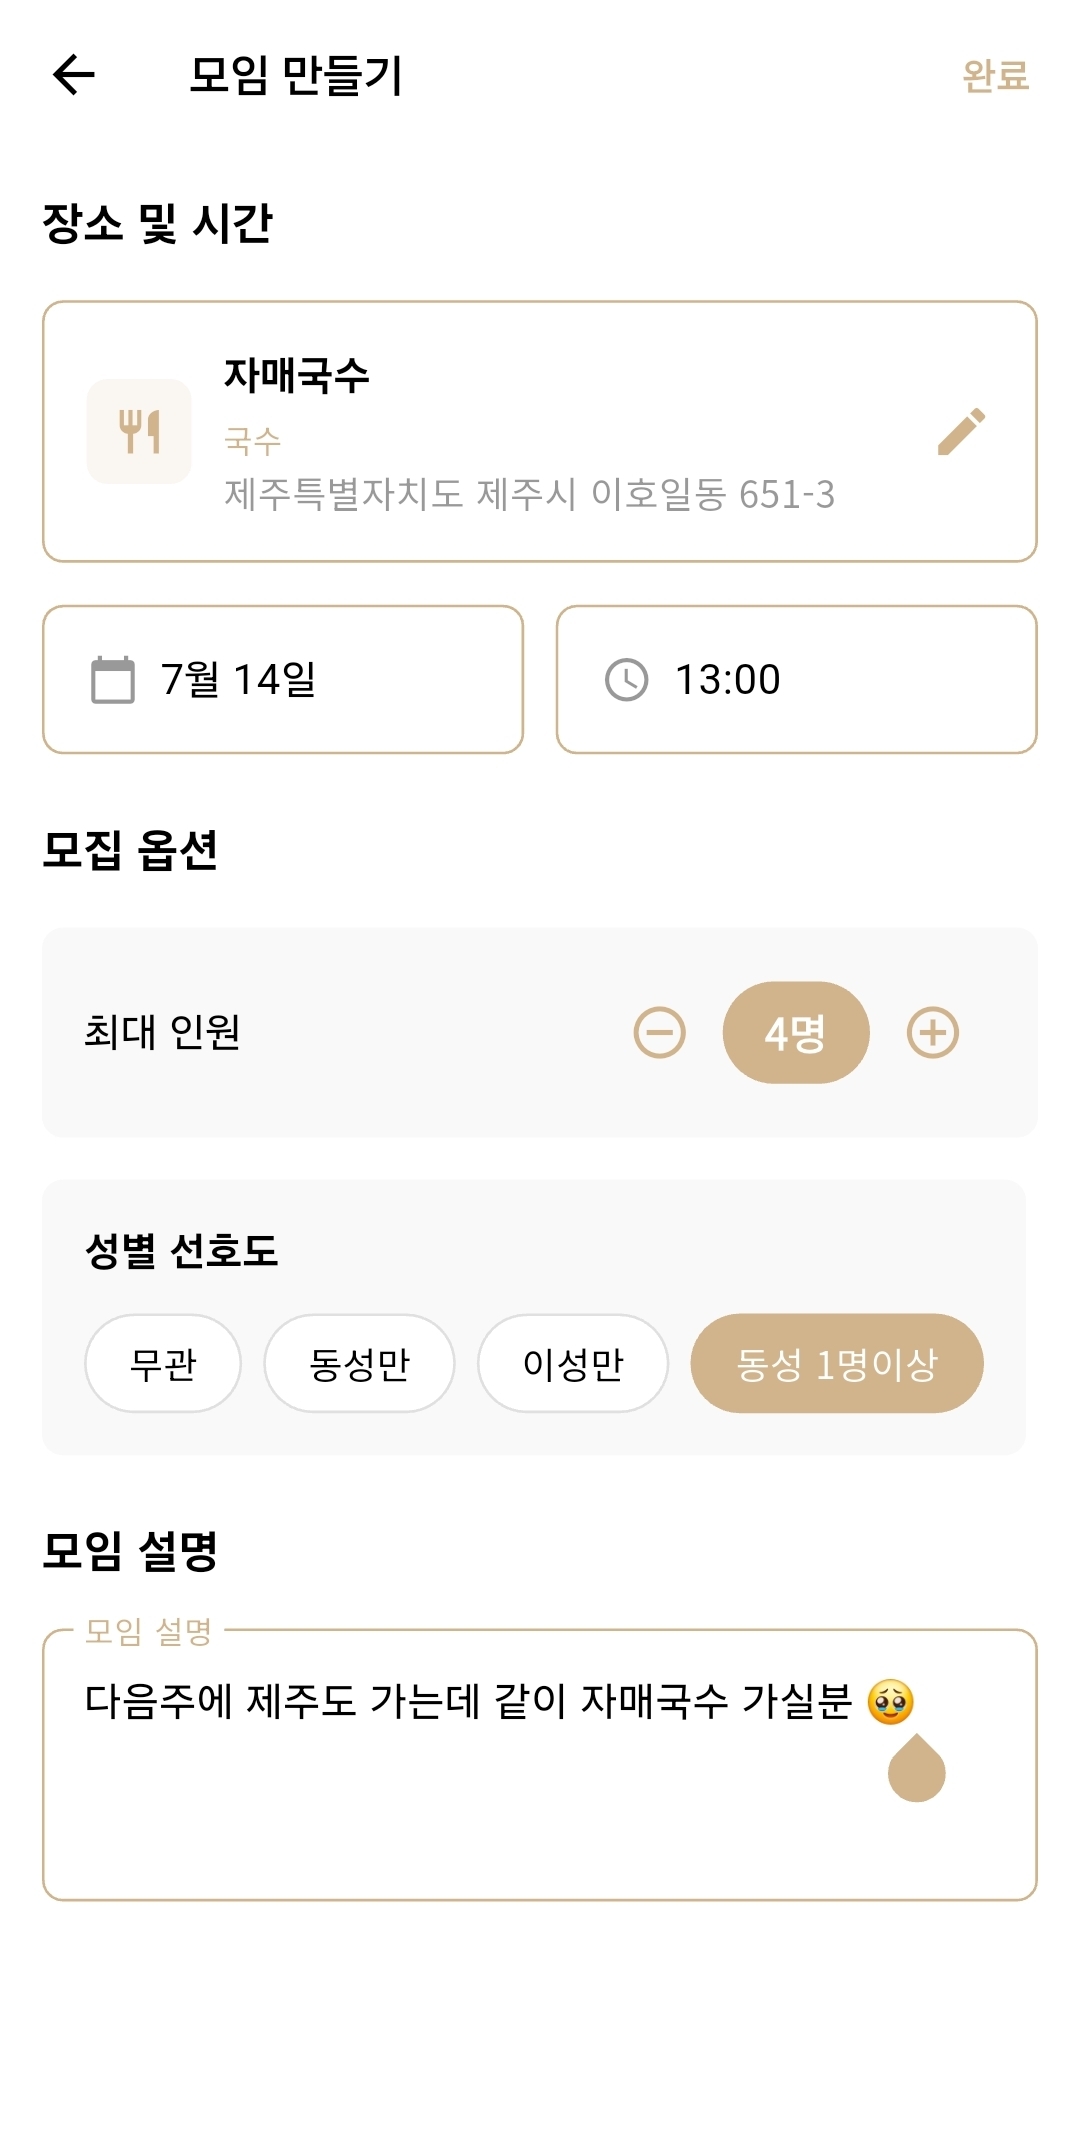 모임 만들기
완료
장소 및 시간
자매국수
국수
제주특별자치도 제주시 이호일동 651-3
7월 14일
13:00
모집 옵션
최대 인원
4명
성별 선호도
무관
동성만
이성만
동성 1명이상
모임 설명
모임 설명
다음주에 제주도 가는데 같이 자매국수 가실분 🥹